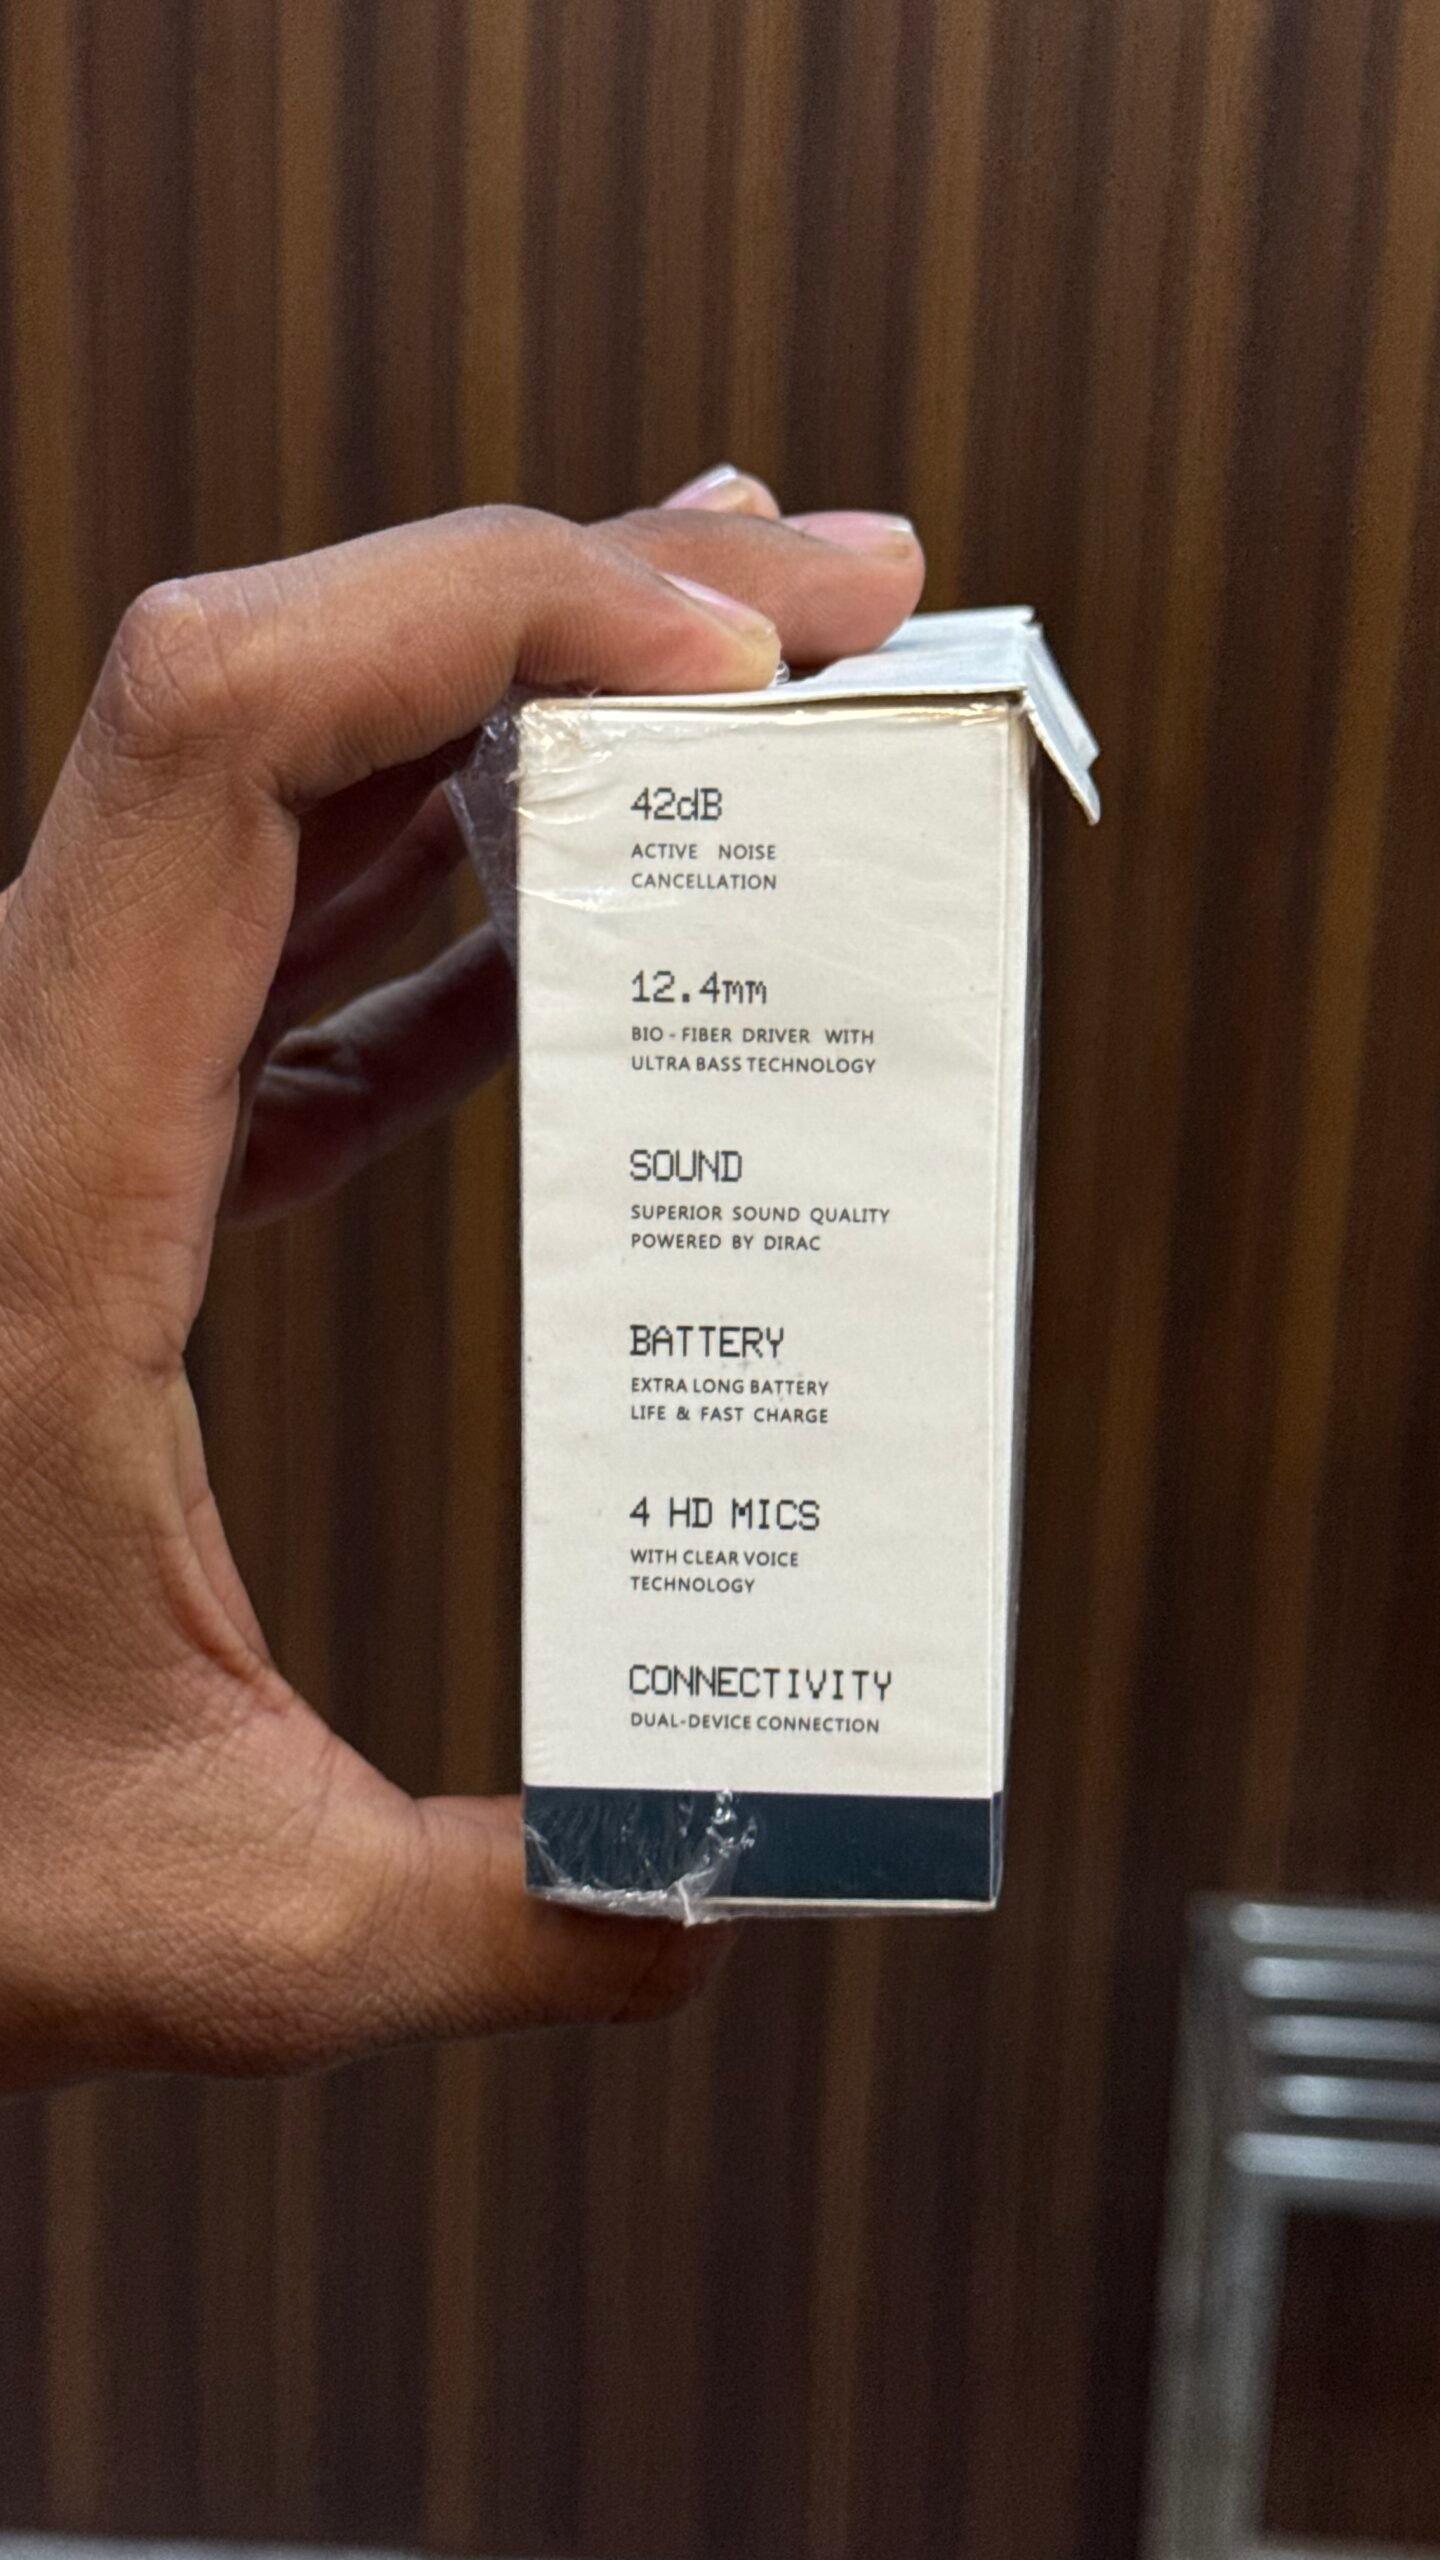 42dB
ACTIVE NOISE
CANCELLATION
12.4mm
BIO-FIBER DRIVER WITH
ULTRA BASS TECHNOLOGY
SOUND
SUPERIOR SOUND QUALITY
POWERED BY DIRAC
BATTERY
EXTRA LONG BATTERY
LIFE & FAST CHARGE
4 HD MICS
WITH CLEAR VOICE
TECHNOLOGY
CONNECTIVITY
DUAL-DEVICE CONNECTION